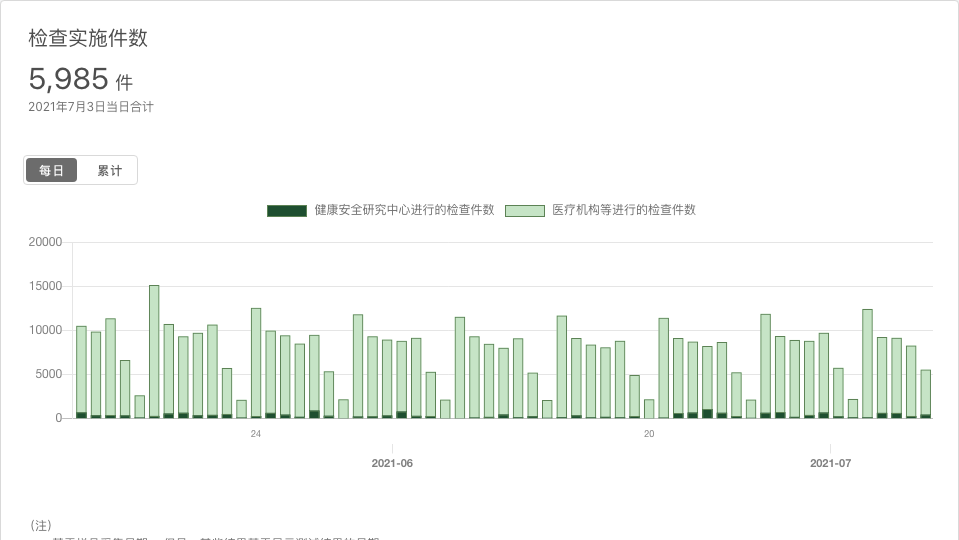 检查实施件数
5,985 件
2021年7月3日当日合计
每日 累计
健康安全研究中心进行的检查件数 医疗机构等进行的检查件数
20000
15000
10000
5000
0
24 20
2021-06 2021-07
(注)